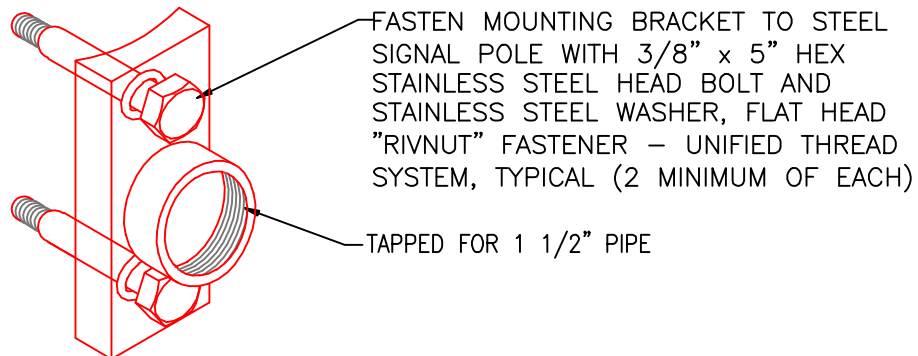 FASTEN MOUNTING BRACKET TO STEEL
SIGNAL POLE WITH 3/8" x 5" HEX
STAINLESS STEEL HEAD BOLT AND
STAINLESS STEEL WASHER, FLAT HEAD
"RIVNUT" FASTENER – UNIFIED THREAD
SYSTEM, TYPICAL (2 MINIMUM OF EACH)
TAPPED FOR 1 1/2" PIPE